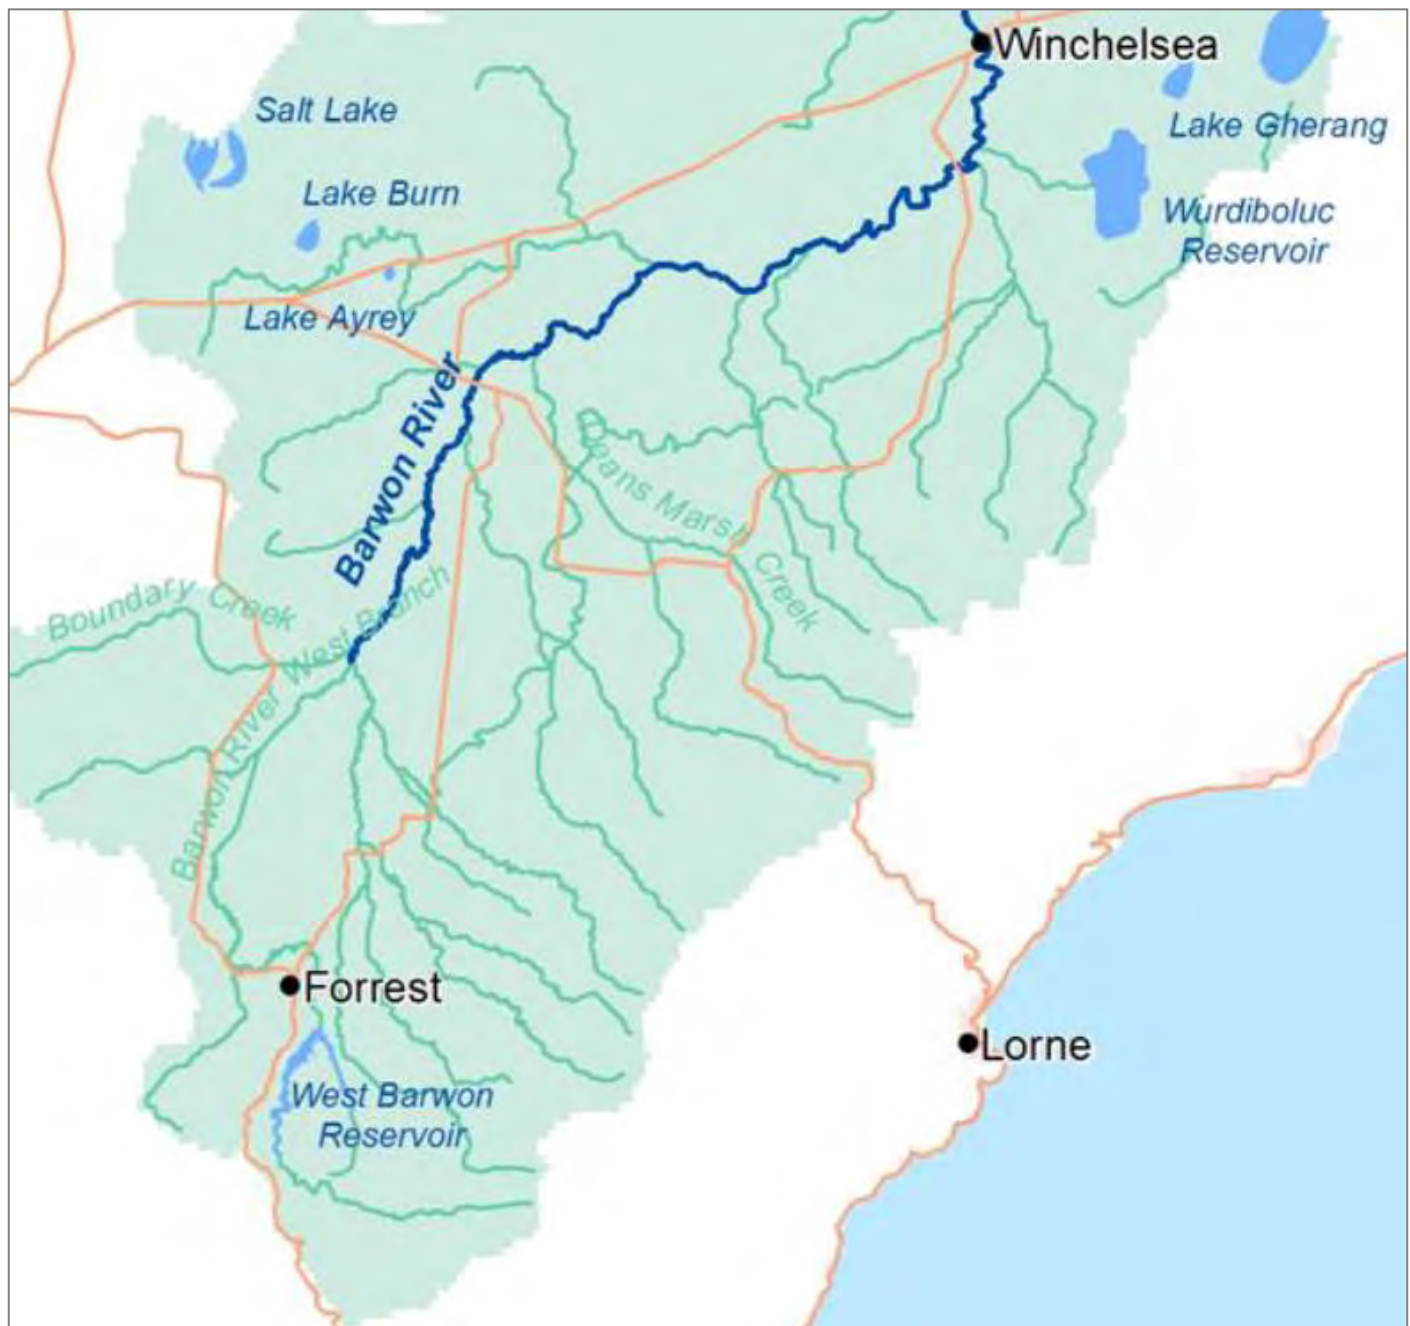 Winchelsea
Salt Lake
Lake Gherang
Lake Burn
Wurdiboluc
Reservoir
Lake Ayrey
Barwon River
Deans Marsh Creek
Boundary Creek
Barwon River West Branch
Forrest
Lorne
West Barwon
Reservoir